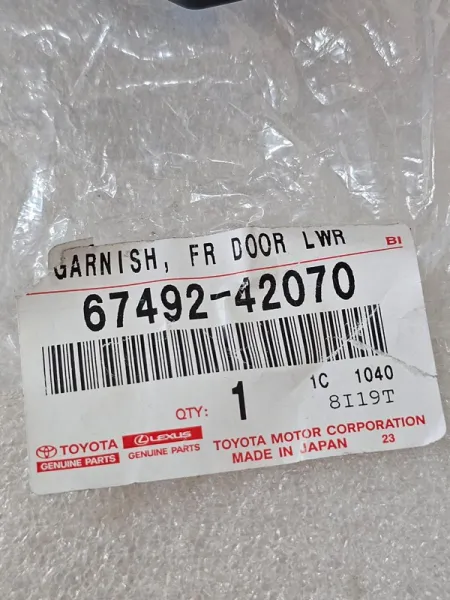 GARNISH, FR DOOR LWR
BI
67492-42070
1C 1040
QTY: 1
8I19T
TOYOTA
GENUINE PARTS
LEXUS
GENUINE PARTS
TOYOTA MOTOR CORPORATION
MADE IN JAPAN 23